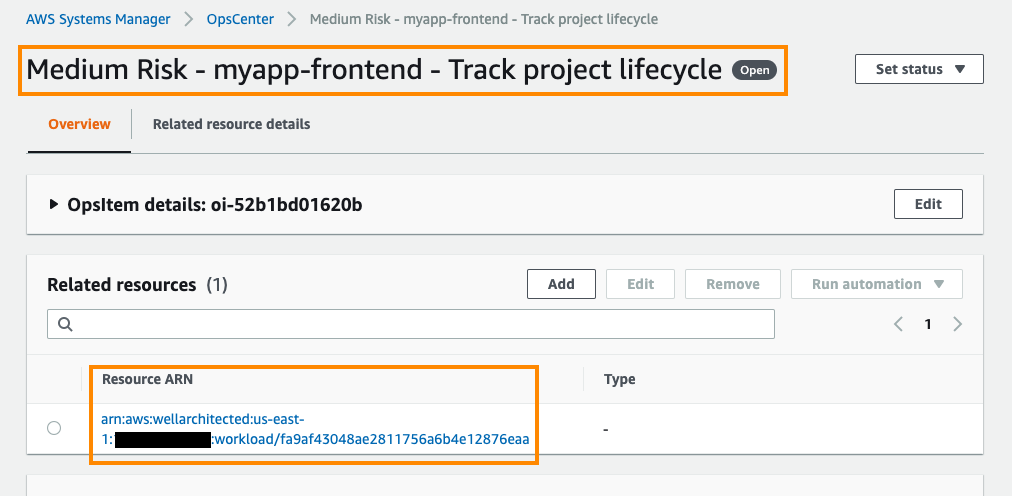 AWS Systems Manager > OpsCenter > Medium Risk - myapp-frontend - Track project lifecycle
Medium Risk - myapp-frontend - Track project lifecycle Open
Set status
Overview
Related resource details
OpsItem details: oi-52b1bd01620b
Edit
Related resources (1)
Add
Edit
Remove
Run automation
1
Resource ARN
Type
arn:aws:wellarchitected:us-east-
1: :workload/fa9af43048ae2811756a6b4e12876eaa
-